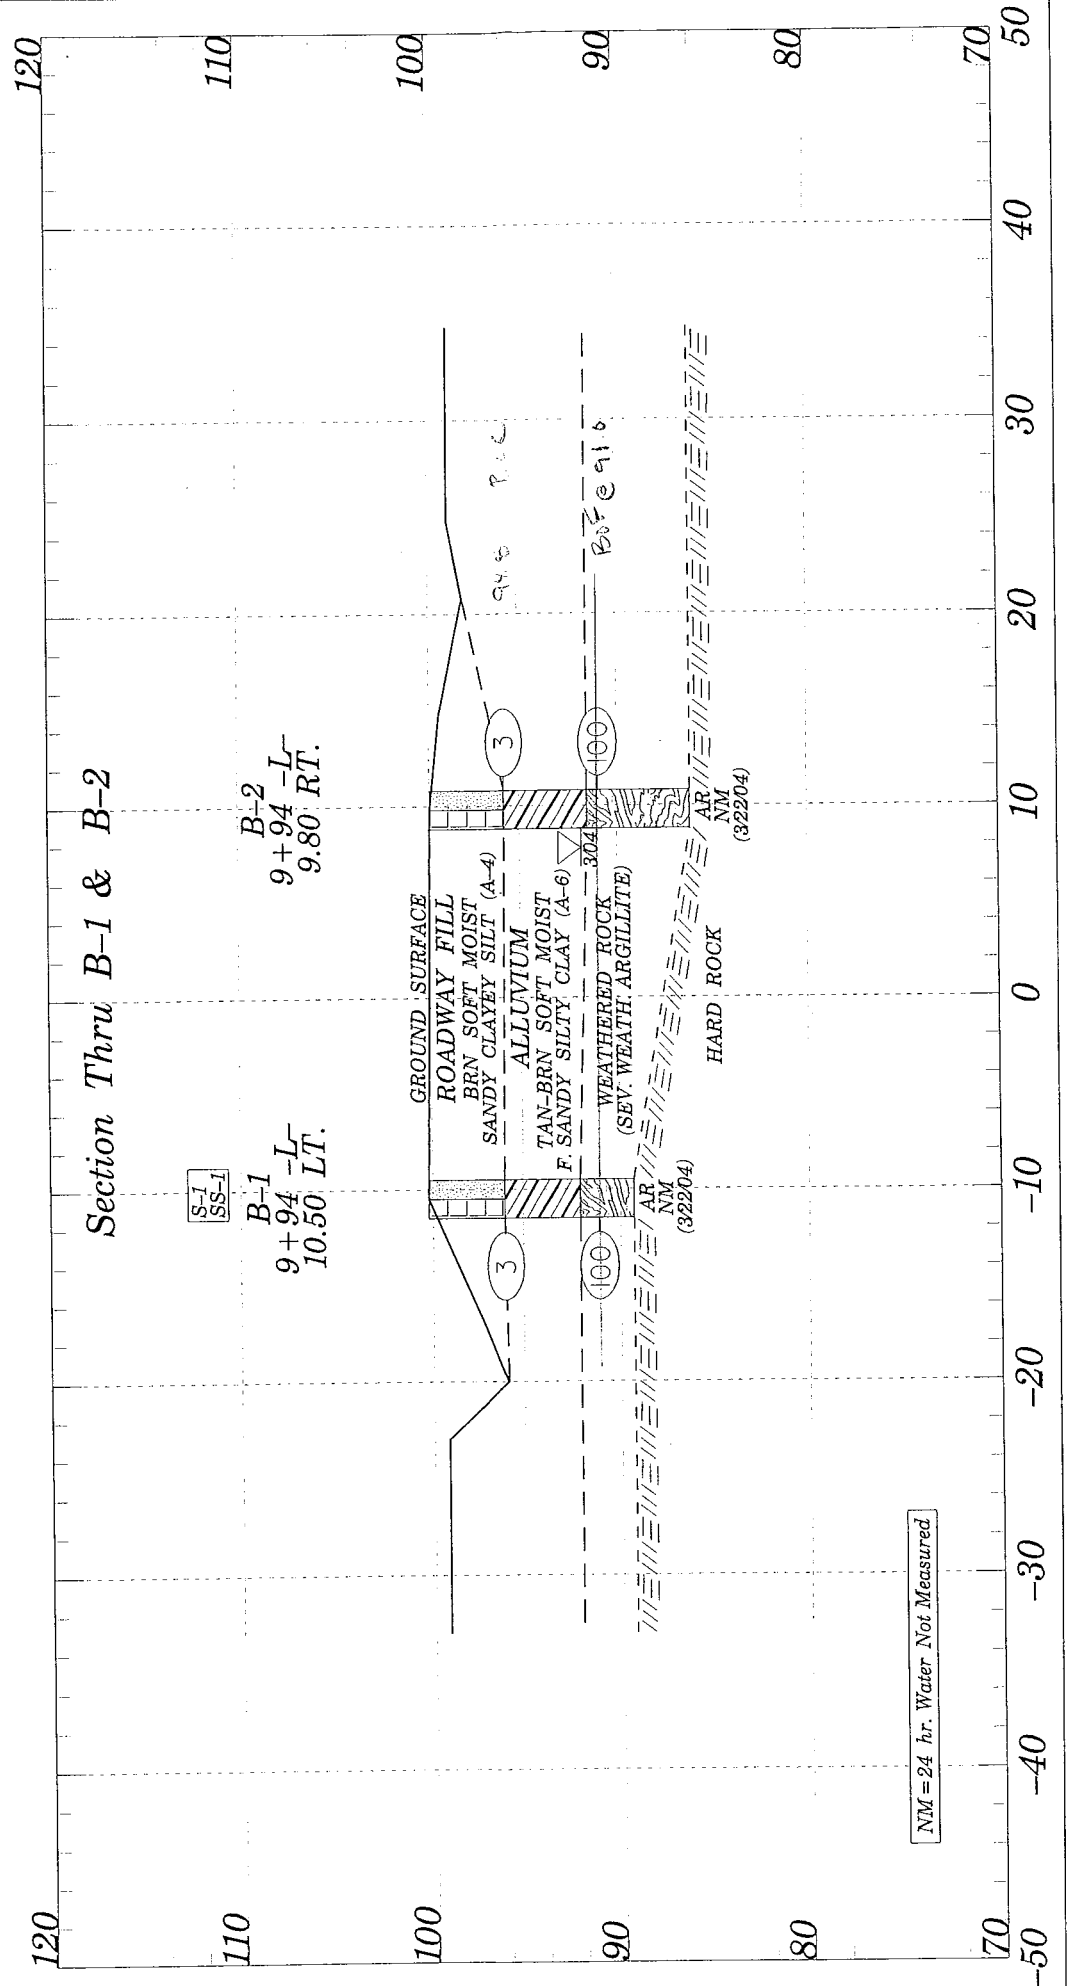 Section Thru B-1 & B-2
S-1
SS-1
B-1
9+94 -L-
10.50 LT.
B-2
9+94 -L-
9.80 RT.
120
110
100
90
80
70
120
110
100
90
80
70
GROUND SURFACE
ROADWAY FILL
BRN SOFT MOIST
SANDY CLAYEY SILT (A-4)
ALLUVIUM
TAN-BRN SOFT MOIST
F. SANDY SILTY CLAY (A-6)
3/04
WEATHERED ROCK
(SEV. WEATH. ARGILLITE)
HARD ROCK
3
100
3
100
AR
NM
(3/22/04)
AR
NM
(3/22/04)
94.8
@ 91.0
NM = 24 hr. Water Not Measured
-50
-40
-30
-20
-10
0
10
20
30
40
50